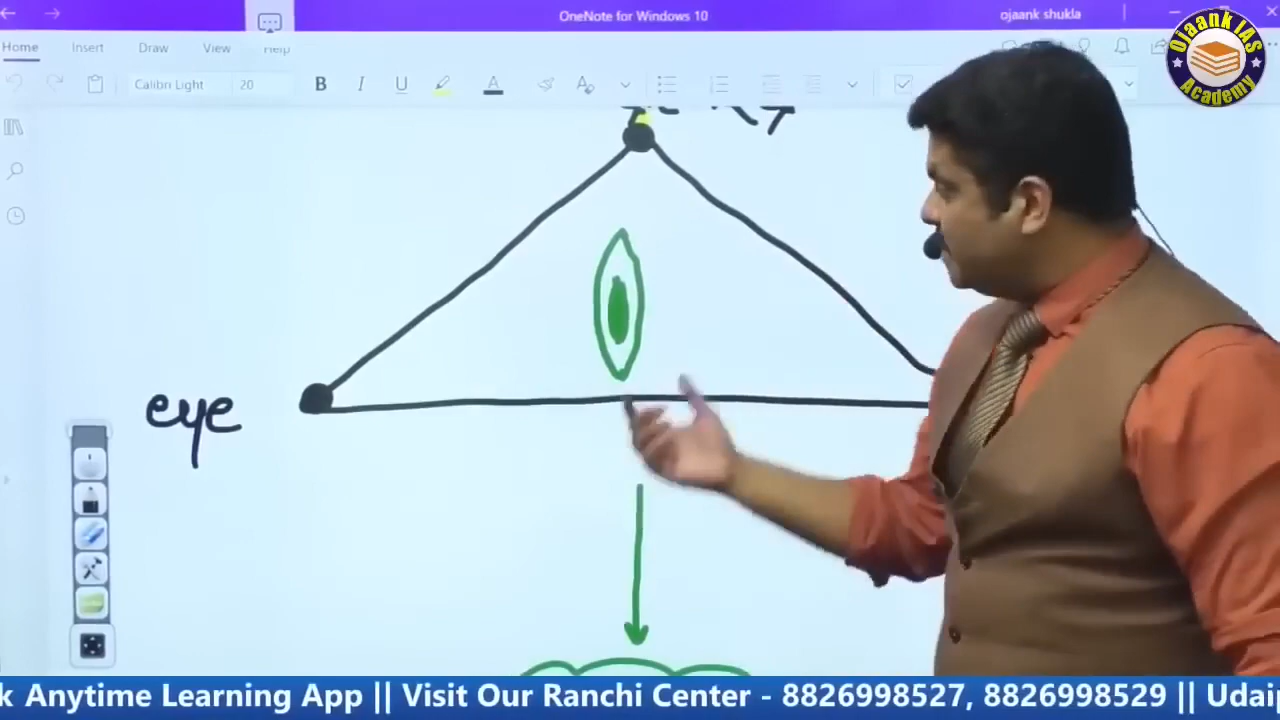 OneNote for Windows 10
ojaank shukla
Home Insert Draw View Help
Calibri Light 20 B I U A A
Ojaank IAS Academy
eye
k Anytime Learning App || Visit Our Ranchi Center - 8826998527, 8826998529 || Udaip